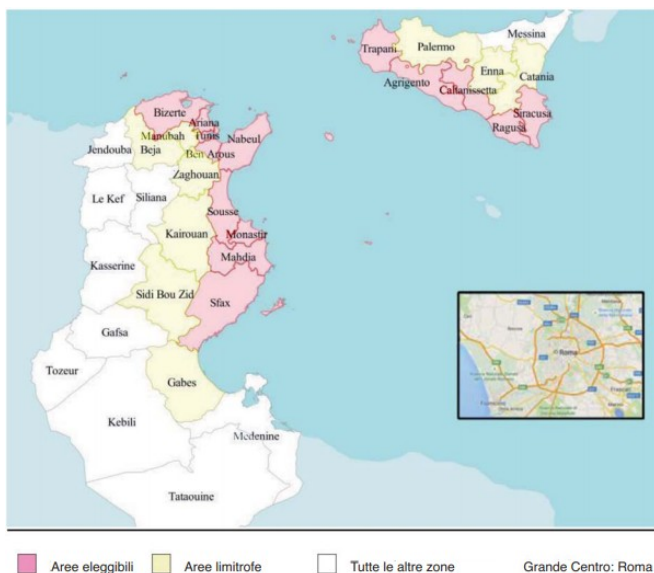 Messina
Trapani
Palermo
Enna
Catania
Agrigento
Caltanissetta
Siracusa
Ragusa
Bizerte
Ariana
Manubah
Tunis
Nabeul
Jendouba
Beja
Ben Arous
Zaghouan
Le Kef
Siliana
Sousse
Kairouan
Monastir
Kasserine
Mahdia
Sidi Bou Zid
Sfax
Gafsa
Roma
Tozeur
Gabes
Kebili
Medenine
Tataouine
Aree eleggibili
Aree limitrofe
Tutte le altre zone
Grande Centro: Roma